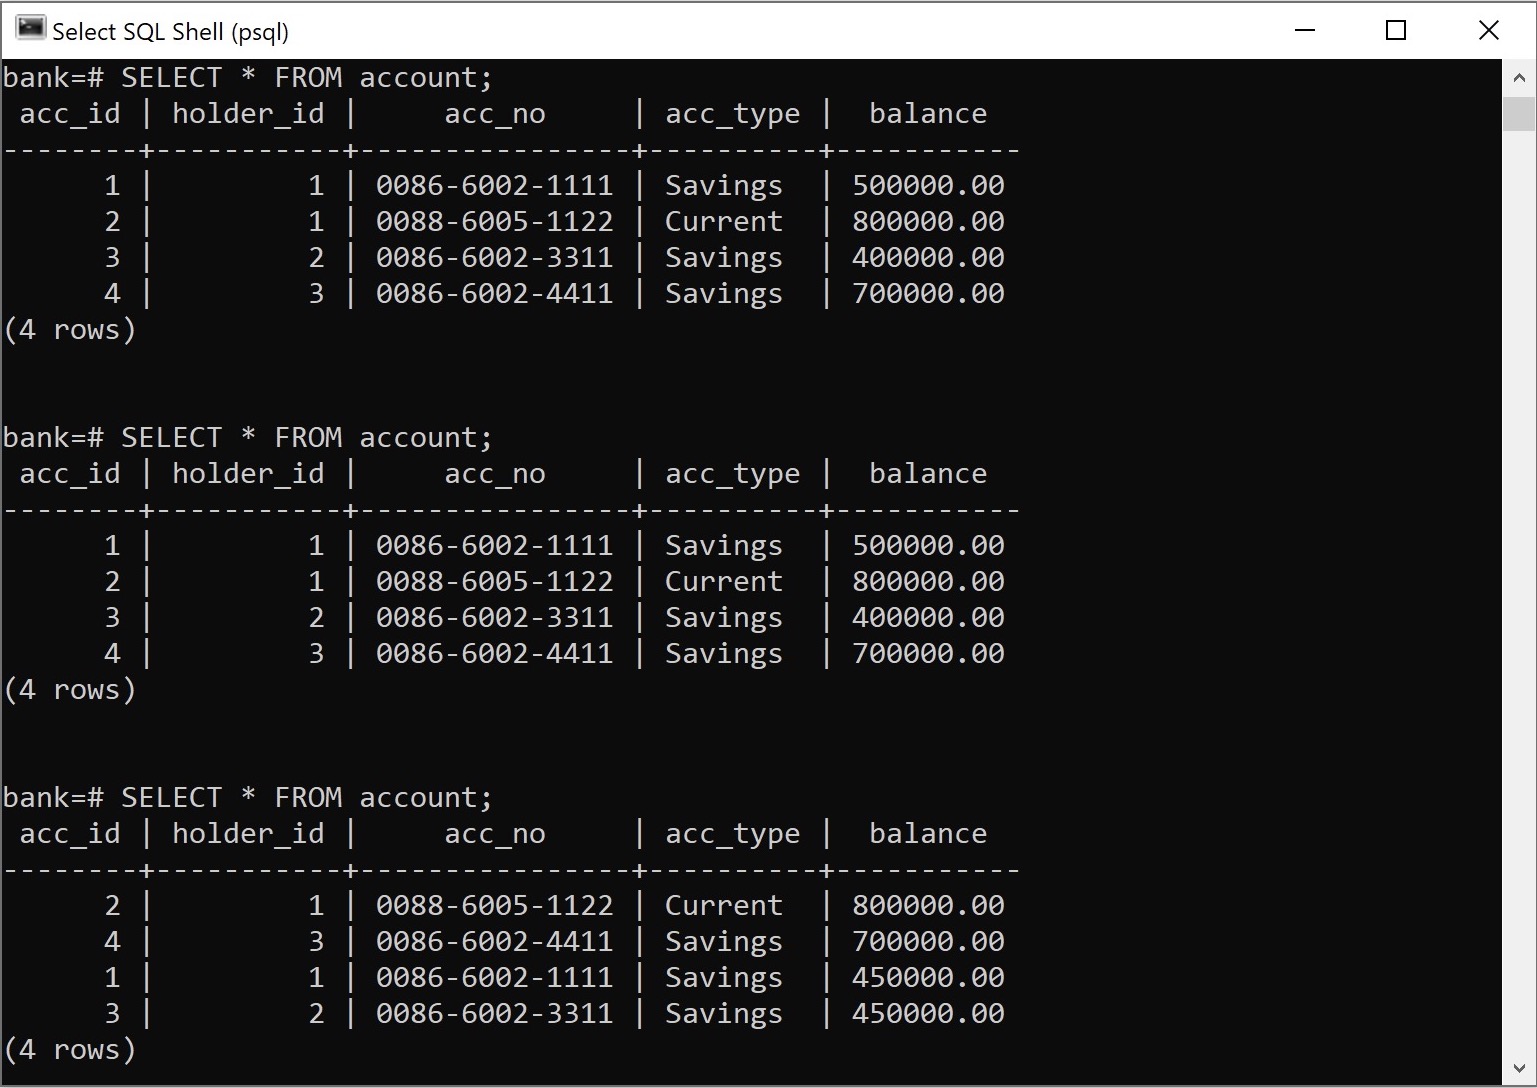 Select SQL Shell (psql)
bank=# SELECT * FROM account;
 acc_id | holder_id |     acc_no     | acc_type |  balance
--------+-----------+----------------+----------+-----------
      1 |         1 | 0086-6002-1111 | Savings  | 500000.00
      2 |         1 | 0088-6005-1122 | Current  | 800000.00
      3 |         2 | 0086-6002-3311 | Savings  | 400000.00
      4 |         3 | 0086-6002-4411 | Savings  | 700000.00
(4 rows)
bank=# SELECT * FROM account;
 acc_id | holder_id |     acc_no     | acc_type |  balance
--------+-----------+----------------+----------+-----------
      1 |         1 | 0086-6002-1111 | Savings  | 500000.00
      2 |         1 | 0088-6005-1122 | Current  | 800000.00
      3 |         2 | 0086-6002-3311 | Savings  | 400000.00
      4 |         3 | 0086-6002-4411 | Savings  | 700000.00
(4 rows)
bank=# SELECT * FROM account;
 acc_id | holder_id |     acc_no     | acc_type |  balance
--------+-----------+----------------+----------+-----------
      2 |         1 | 0088-6005-1122 | Current  | 800000.00
      4 |         3 | 0086-6002-4411 | Savings  | 700000.00
      1 |         1 | 0086-6002-1111 | Savings  | 450000.00
      3 |         2 | 0086-6002-3311 | Savings  | 450000.00
(4 rows)